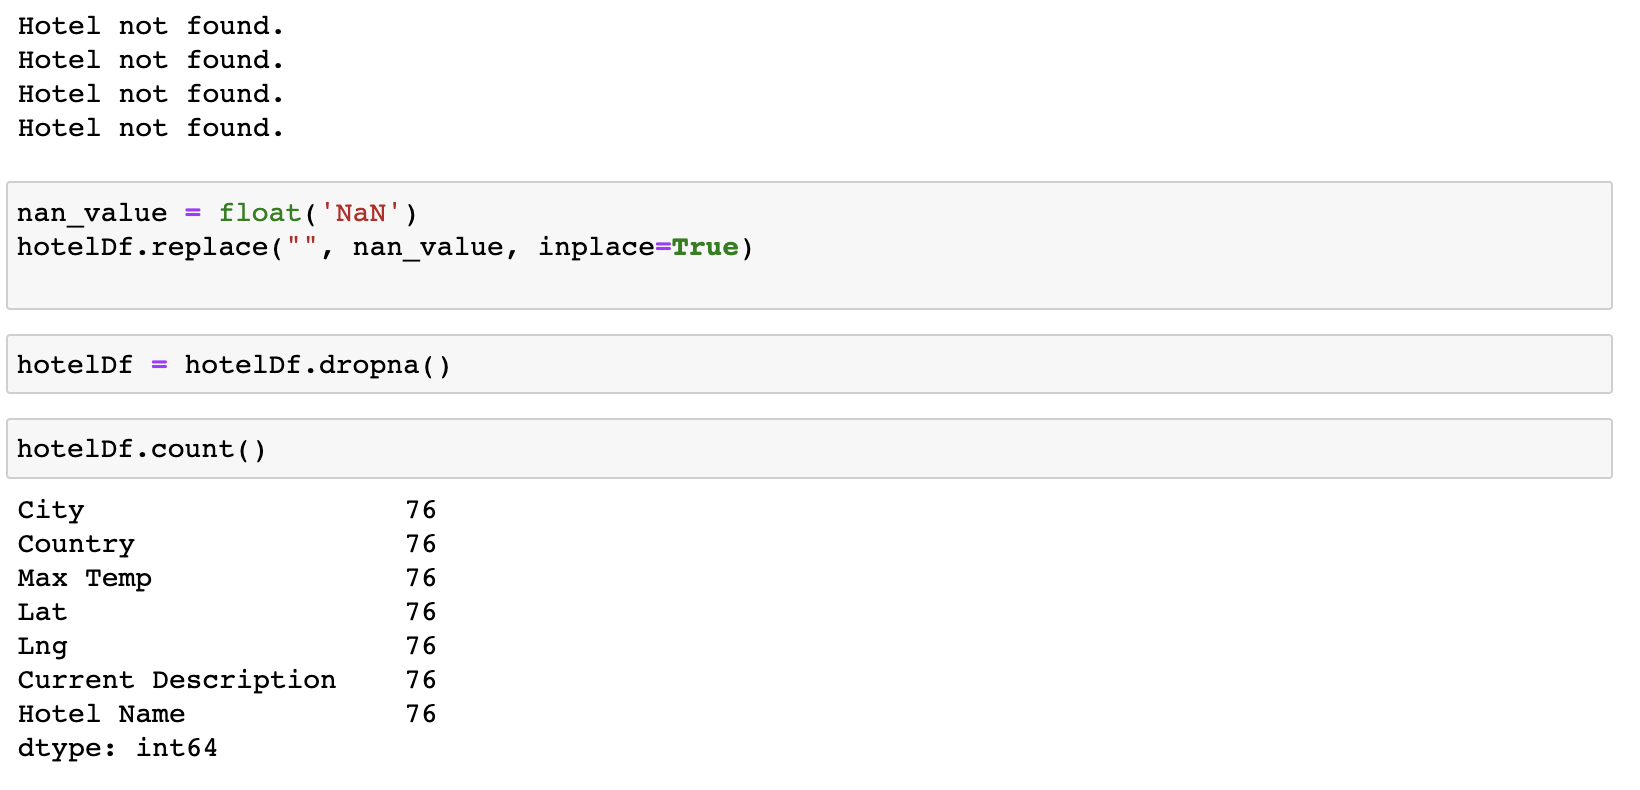 Hotel not found.
Hotel not found.
Hotel not found.
Hotel not found.
nan_value = float('NaN')
hotelDf.replace("", nan_value, inplace=True)
hotelDf = hotelDf.dropna()
hotelDf.count()
City 76
Country 76
Max Temp 76
Lat 76
Lng 76
Current Description 76
Hotel Name 76
dtype: int64